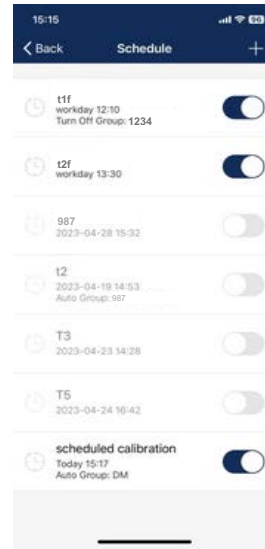 15:15
96
Back Schedule +
t1f
workday 12:10
Turn Off Group: 1234
t2f
workday 13:30
987
2023-04-28 15:32
t2
2023-04-19 14:53
Auto Group: 987
T3
2023-04-23 14:28
T5
2023-04-24 16:42
scheduled calibration
Today 15:17
Auto Group: DM